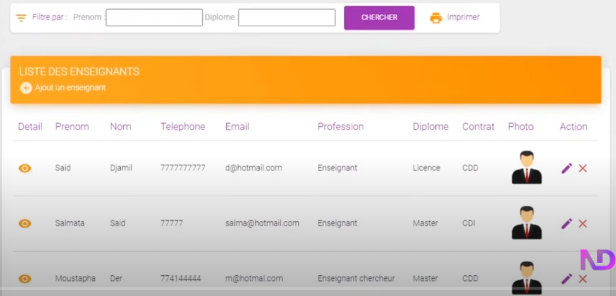 Filtre par : Prenom : Diplome : CHERCHER Imprimer
LISTE DES ENSEIGNANTS
Ajout un enseignant
Detail Prenom Nom Telephone Email Profession Diplome Contrat Photo Action
Said Djamil 7777777777 d@hotmail.com Enseignant Licence CDD
Salmata Said 77777 salma@hotmail.com Enseignant Master CDI
Moustapha Der 774144444 m@hotmal.com Enseignant chercheur Master CDD
ND